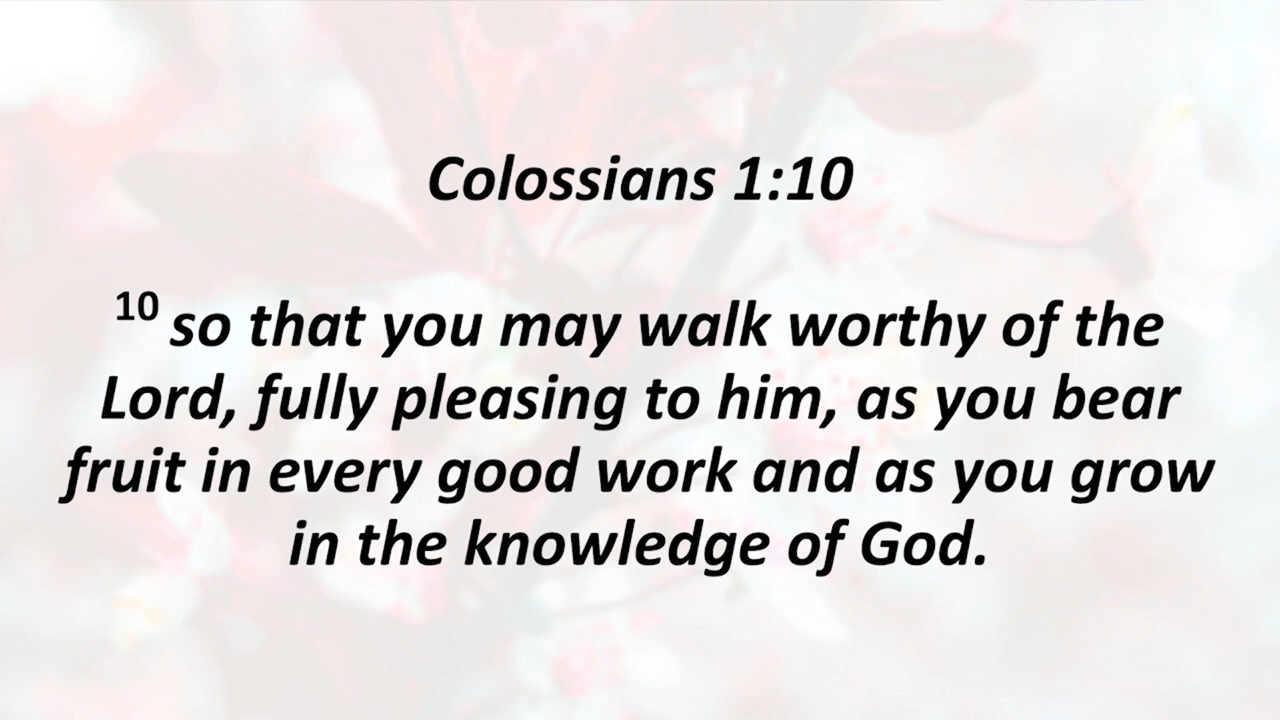 Colossians 1:10
10 so that you may walk worthy of the
Lord, fully pleasing to him, as you bear
fruit in every good work and as you grow
in the knowledge of God.